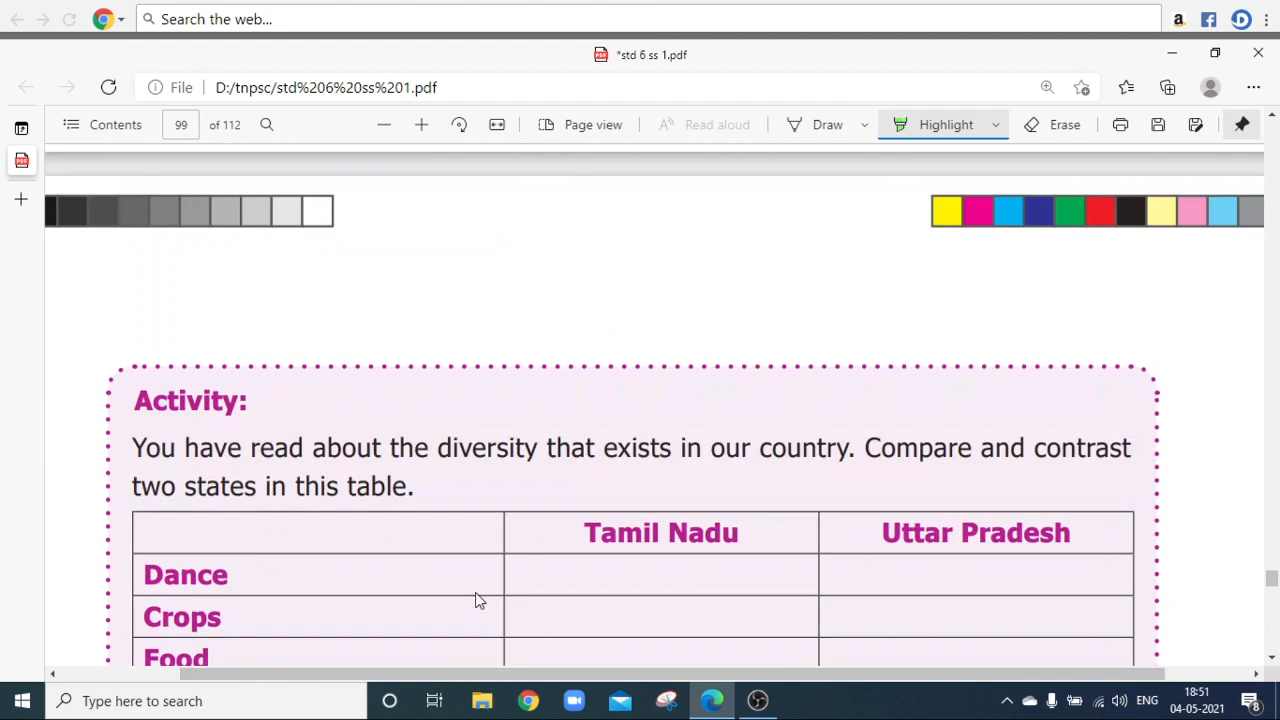 Search the web...
*std 6 ss 1.pdf
File D:/tnpsc/std%206%20ss%201.pdf
Contents 99 of 112 Page view Read aloud Draw Highlight Erase
Activity:
You have read about the diversity that exists in our country. Compare and contrast
two states in this table.
Tamil Nadu Uttar Pradesh
Dance
Crops
Food
Type here to search
ENG 18:51
04-05-2021 8